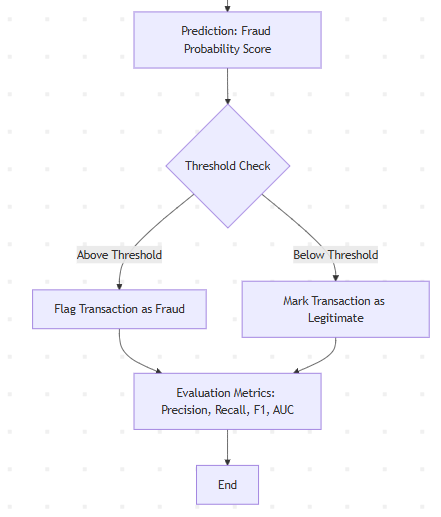 Prediction: Fraud
Probability Score
Threshold Check
Above Threshold
Below Threshold
Flag Transaction as Fraud
Mark Transaction as
Legitimate
Evaluation Metrics:
Precision, Recall, F1, AUC
End